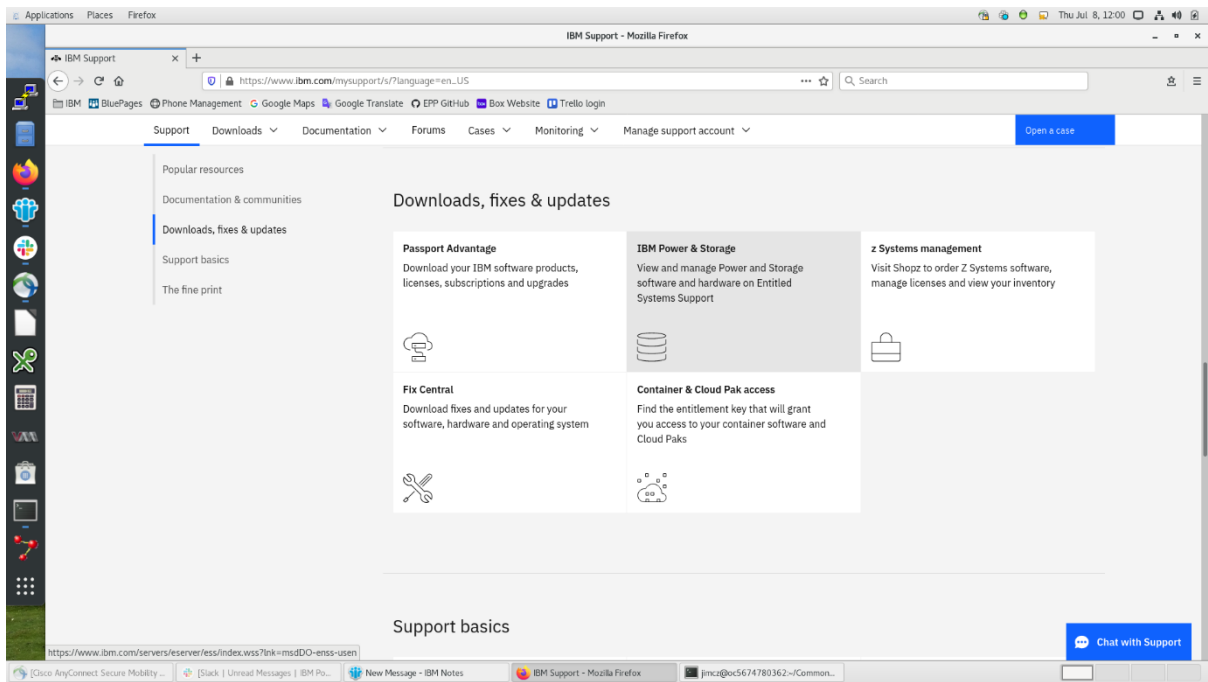 Applications Places Firefox
Thu Jul 8, 12:00
IBM Support - Mozilla Firefox
IBM Support
https://www.ibm.com/mysupport/s/?language=en_US
Search
IBM BluePages Phone Management Google Maps Google Translate EPP GitHub Box Website Trello login
Support Downloads Documentation Forums Cases Monitoring Manage support account Open a case
Popular resources
Documentation & communities
Downloads, fixes & updates
Support basics
The fine print
Downloads, fixes & updates
Passport Advantage
Download your IBM software products,
licenses, subscriptions and upgrades
IBM Power & Storage
View and manage Power and Storage
software and hardware on Entitled
Systems Support
z Systems management
Visit Shopz to order Z Systems software,
manage licenses and view your inventory
Fix Central
Download fixes and updates for your
software, hardware and operating system
Container & Cloud Pak access
Find the entitlement key that will grant
you access to your container software and
Cloud Paks
Support basics
Chat with Support
https://www.ibm.com/servers/eserver/ess/index.wss?lnk=msdDO-enss-usen
[Cisco AnyConnect Secure Mobility ... [Slack | Unread Messages | IBM Po... New Message - IBM Notes IBM Support - Mozilla Firefox jimcz@oc5674780362:~/Common...